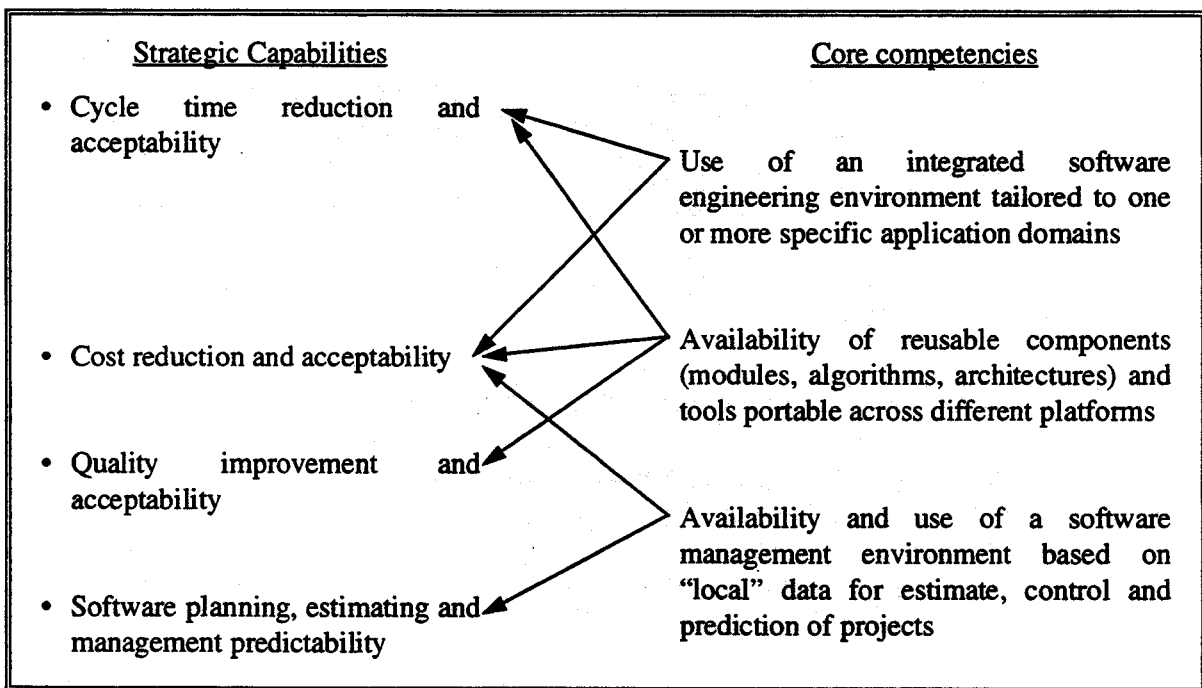 Strategic Capabilities
• Cycle time reduction and
acceptability
• Cost reduction and acceptability
• Quality improvement and
acceptability
• Software planning, estimating and
management predictability
Core competencies
Use of an integrated software
engineering environment tailored to one
or more specific application domains
Availability of reusable components
(modules, algorithms, architectures) and
tools portable across different platforms
Availability and use of a software
management environment based on
“local” data for estimate, control and
prediction of projects